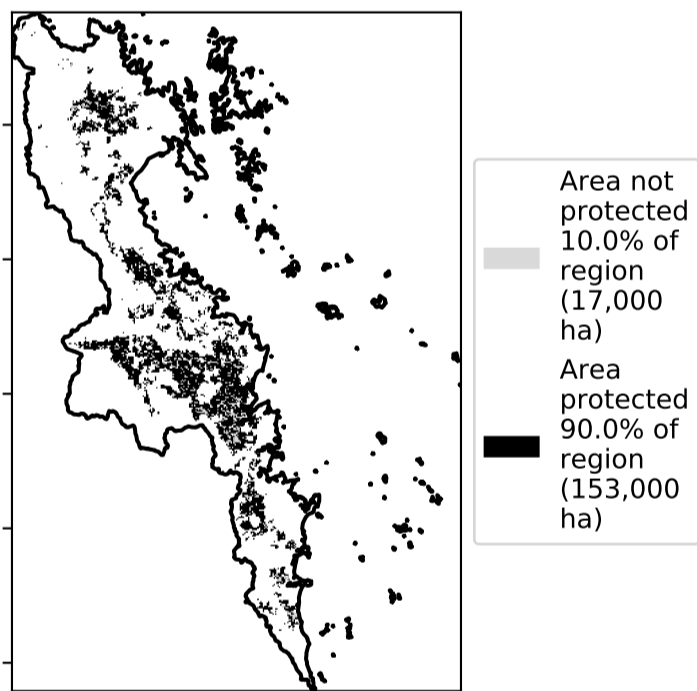 Area not
protected
10.0% of
region
(17,000
ha)
Area
protected
90.0% of
region
(153,000
ha)